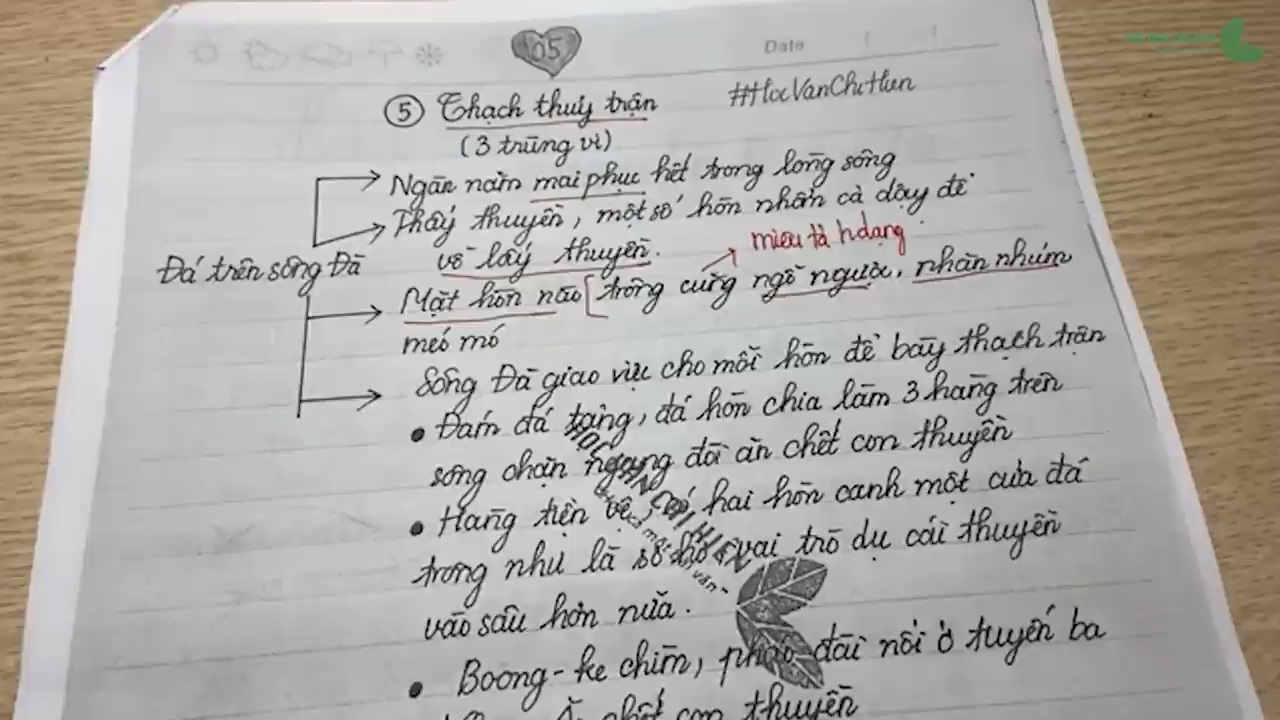 05
Date
#HocVanChiHien
⑤ Thạch thuỷ trận
(3 trùng vi)
Đá trên sông Đà
Ngàn năm mai phục hết trong lòng sông
Thấy thuyền, một số hòn nhổm cả dậy để
vồ lấy thuyền.
miêu tả h.dạng
Mặt hòn nào trông cũng ngỗ ngược, nhăn nhúm
méo mó
Sông Đà giao việc cho mỗi hòn để bày thạch trận
• Đám đá tảng, đá hòn chia làm 3 hàng trên
sông chặn ngang đòi ăn chết con thuyền
• Hàng tiền vệ, có hai hòn canh một cửa đá
trông như là sơ hở, vai trò dụ cái thuyền
vào sâu hơn nữa.
• Boong-ke chìm, pháo đài nổi ở tuyến ba
chết con thuyền